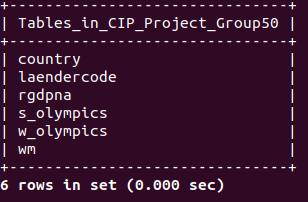 +-------------------------------+
| Tables_in_CIP_Project_Group50 |
+-------------------------------+
| country                       |
| laendercode                   |
| rgdpna                        |
| s_olympics                    |
| w_olympics                    |
| wm                            |
+-------------------------------+
6 rows in set (0.000 sec)